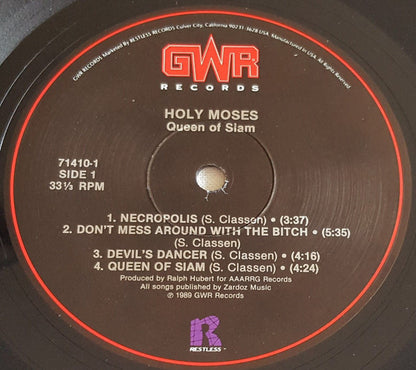 GWR RECORDS Marketed By RESTLESS RECORDS Culver City, California 90231-3628 USA. Manufactured in USA. All Rights Reserved
GWR
RECORDS
HOLY MOSES
Queen of Siam
71410-1
SIDE 1
33⅓ RPM
1. NECROPOLIS (S. Classen) • (3:37)
2. DON'T MESS AROUND WITH THE BITCH • (5:35)
(S. Classen)
3. DEVIL'S DANCER (S. Classen) • (4:16)
4. QUEEN OF SIAM (S. Classen) • (4:24)
Produced by Ralph Hubert for AAARRG Records
All songs published by Zardoz Music
℗ 1989 GWR Records
R
RESTLESS